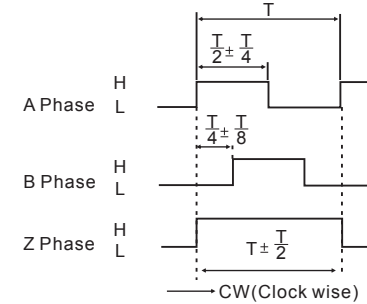 T
T/2 ± T/4
H
A Phase L
T/4 ± T/8
H
B Phase L
H
Z Phase L
T ± T/2
CW(Clock wise)